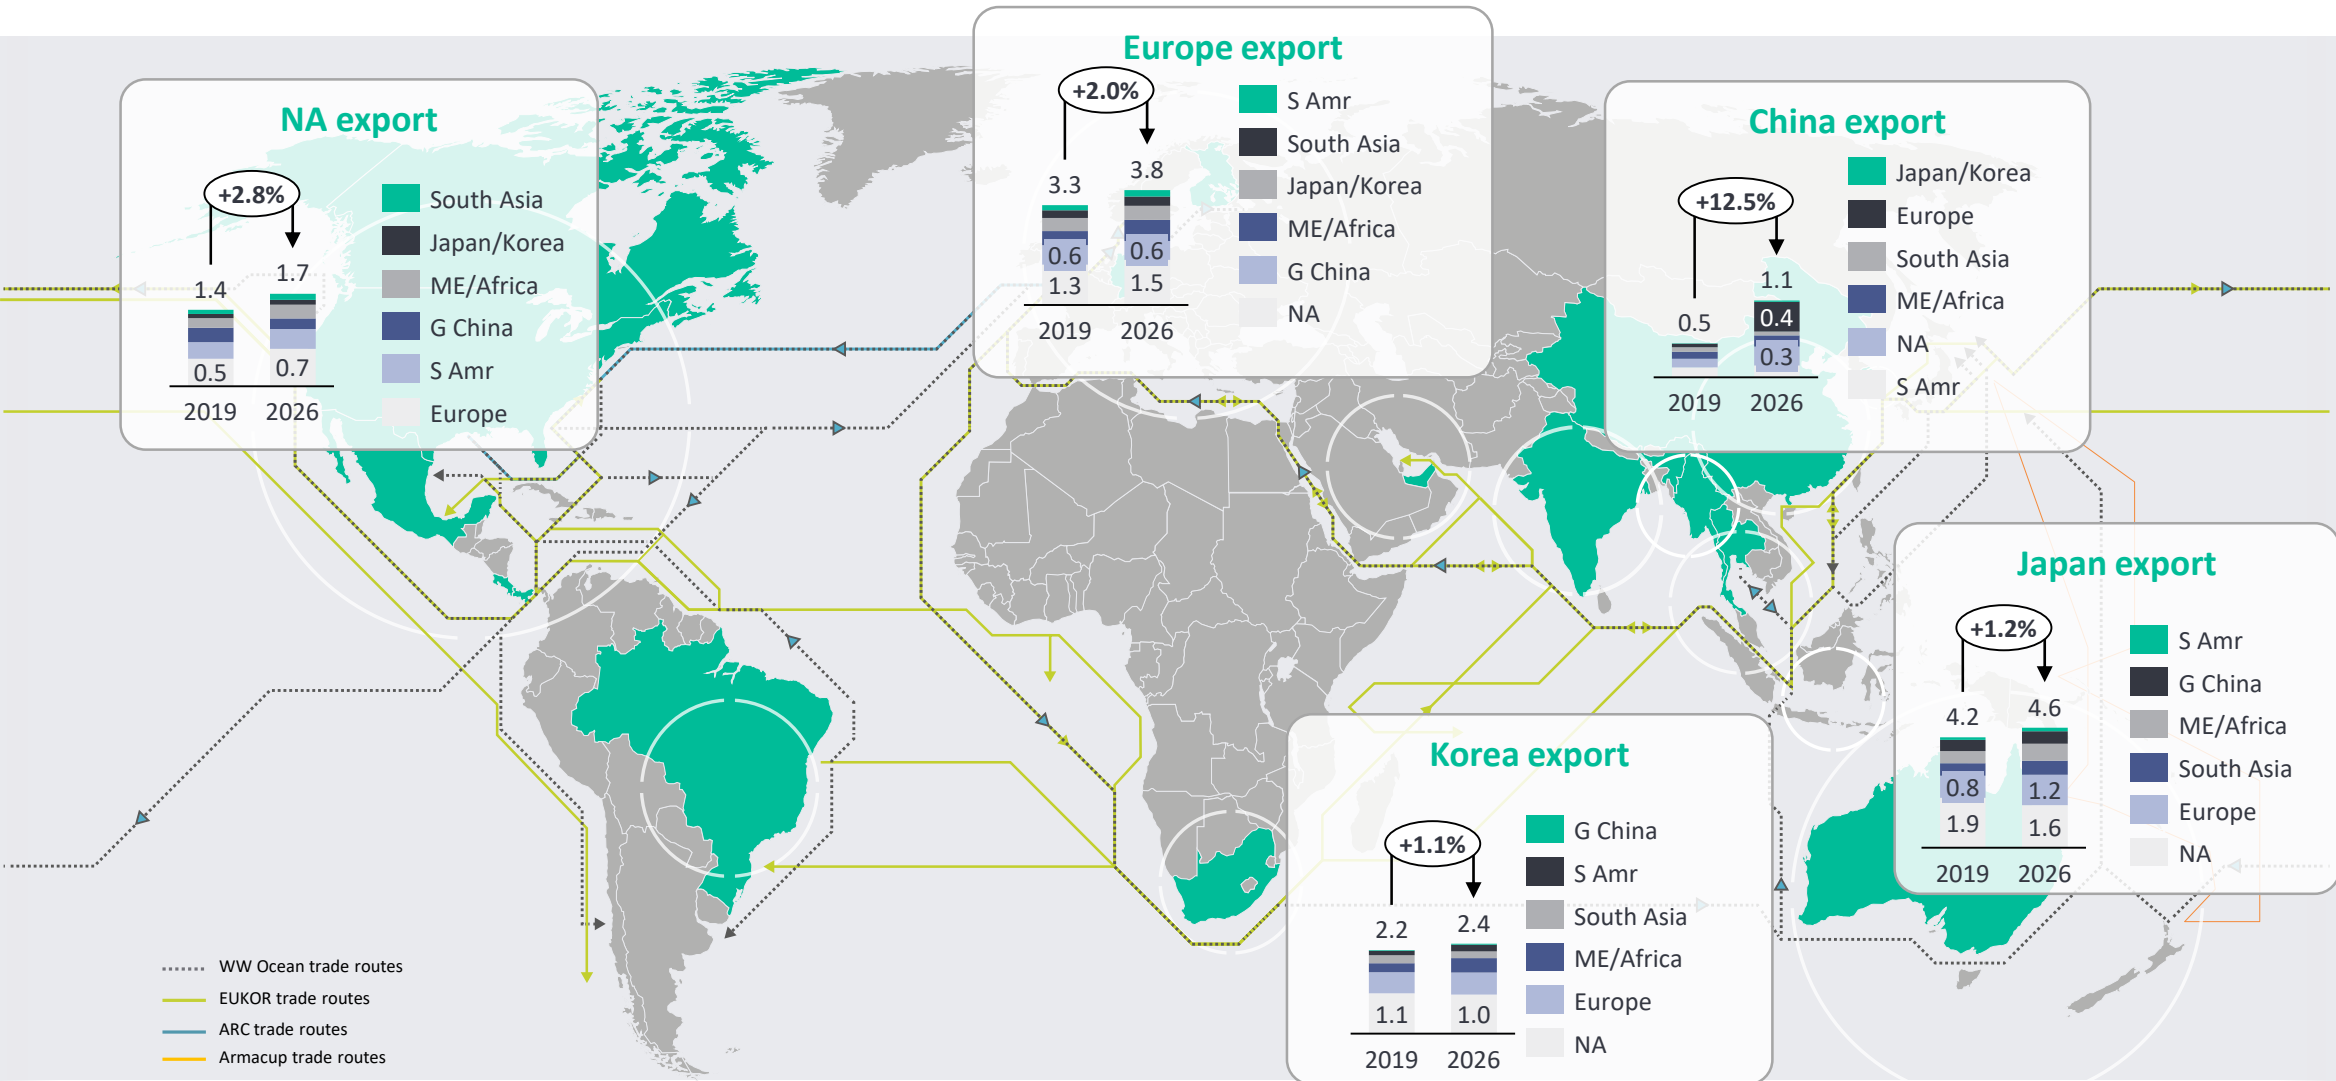 NA export
+2.8%
1.4
1.7
0.5
0.7
2019
2026
South Asia
Japan/Korea
ME/Africa
G China
S Amr
Europe
Europe export
+2.0%
3.3
3.8
0.6
0.6
1.3
1.5
2019
2026
S Amr
South Asia
Japan/Korea
ME/Africa
G China
NA
China export
+12.5%
0.5
1.1
0.4
0.3
2019
2026
Japan/Korea
Europe
South Asia
ME/Africa
NA
S Amr
Japan export
+1.2%
4.2
4.6
0.8
1.2
1.9
1.6
2019
2026
S Amr
G China
ME/Africa
South Asia
Europe
NA
Korea export
+1.1%
2.2
2.4
1.1
1.0
2019
2026
G China
S Amr
South Asia
ME/Africa
Europe
NA
WW Ocean trade routes
EUKOR trade routes
ARC trade routes
Armacup trade routes